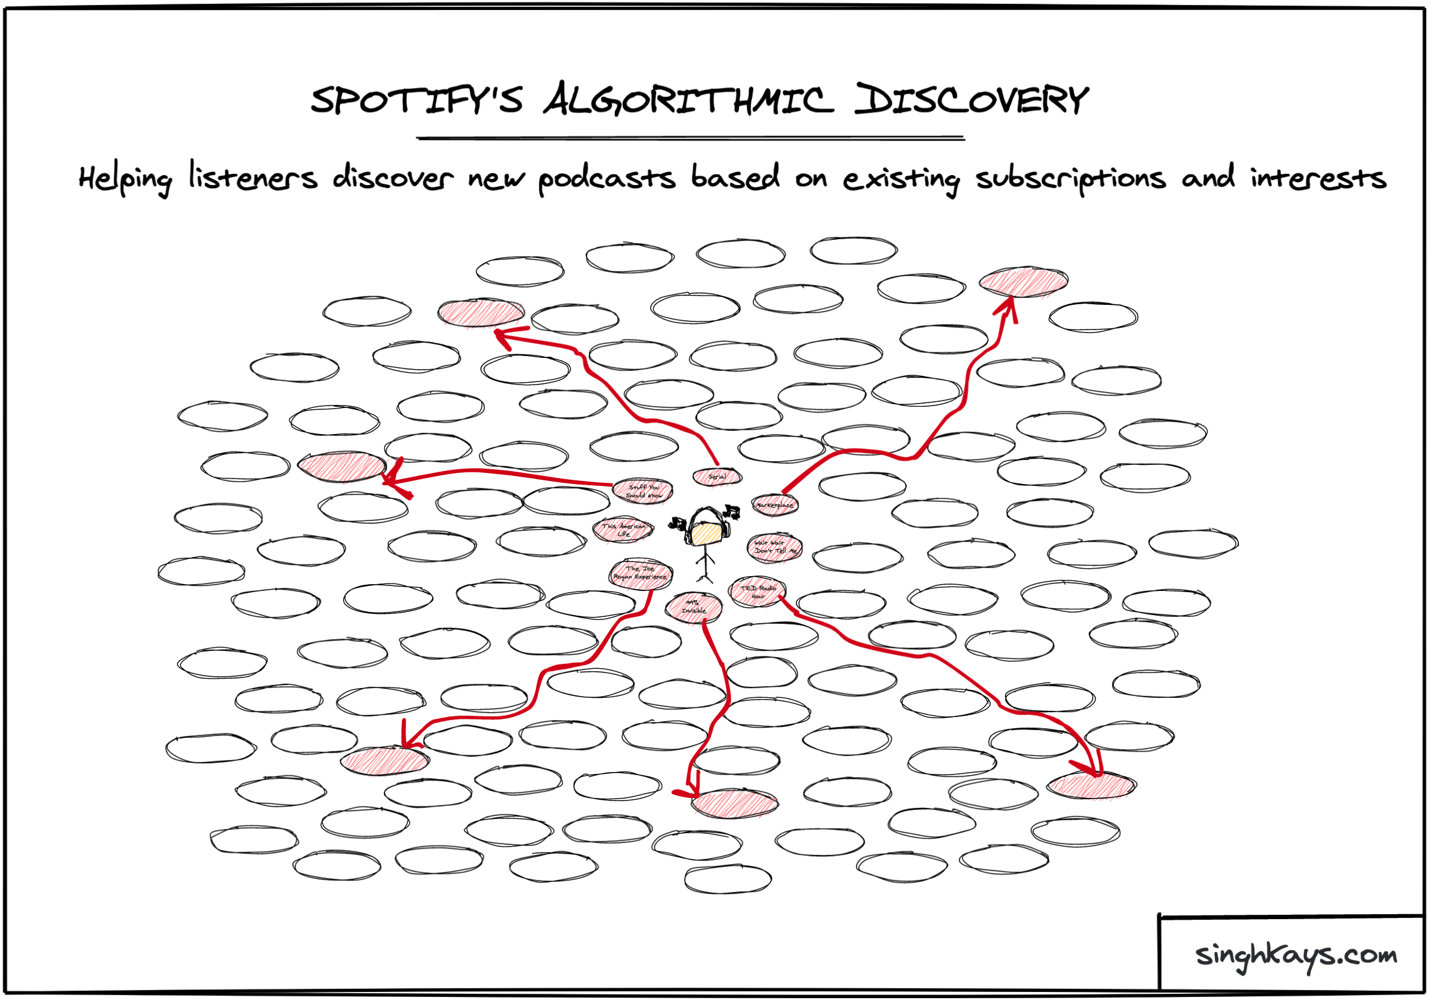 SPOTIFY'S ALGORITHMIC DISCOVERY
Helping listeners discover new podcasts based on existing subscriptions and interests
Serial
Stuff You
Should Know
Marketplace
This American
Life
Wait Wait
Don't Tell Me
The Joe
Rogan Experience
TED Radio
Hour
99%
Invisible
singhkays.com